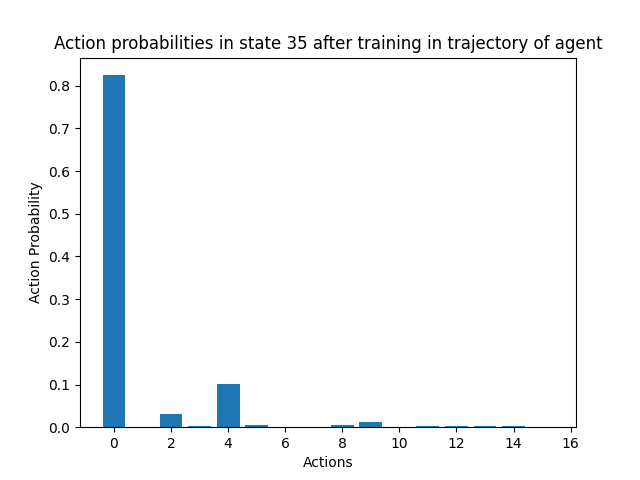 Action probabilities in state 35 after training in trajectory of agent
0.8
0.7
0.6
0.5
0.4
0.3
0.2
0.1
0.0
Action Probability
0 2 4 6 8 10 12 14 16
Actions